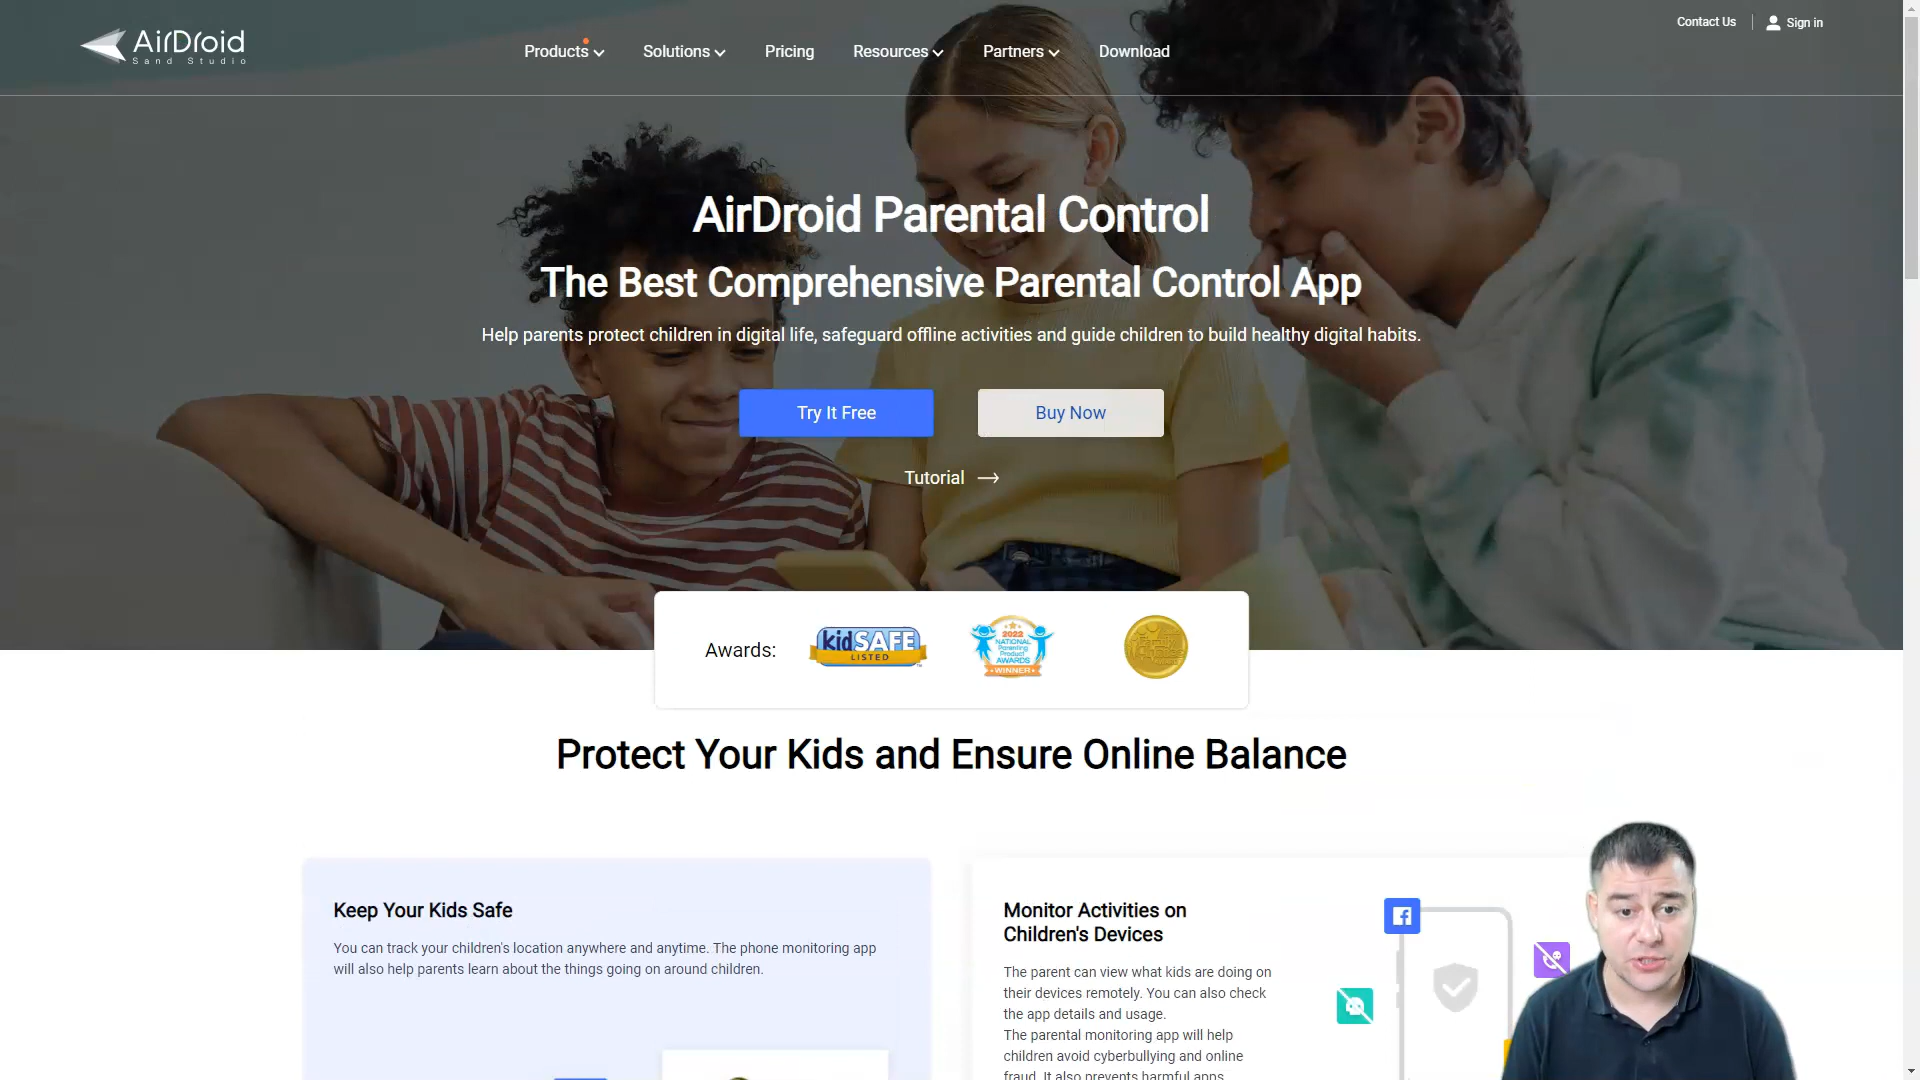 AirDroid
Sand Studio
Products
Solutions
Pricing
Resources
Partners
Download
Contact Us
Sign in
AirDroid Parental Control
The Best Comprehensive Parental Control App
Help parents protect children in digital life, safeguard offline activities and guide children to build healthy digital habits.
Try It Free
Buy Now
Tutorial
Awards:
kidSAFE
LISTED
2022
NATIONAL
Parenting
Product
AWARDS
WINNER
Protect Your Kids and Ensure Online Balance
Keep Your Kids Safe
You can track your children's location anywhere and anytime. The phone monitoring app
will also help parents learn about the things going on around children.
Monitor Activities on
Children's Devices
The parent can view what kids are doing on
their devices remotely. You can also check
the app details and usage.
The parental monitoring app will help
children avoid cyberbullying and online
fraud. It also prevents harmful apps